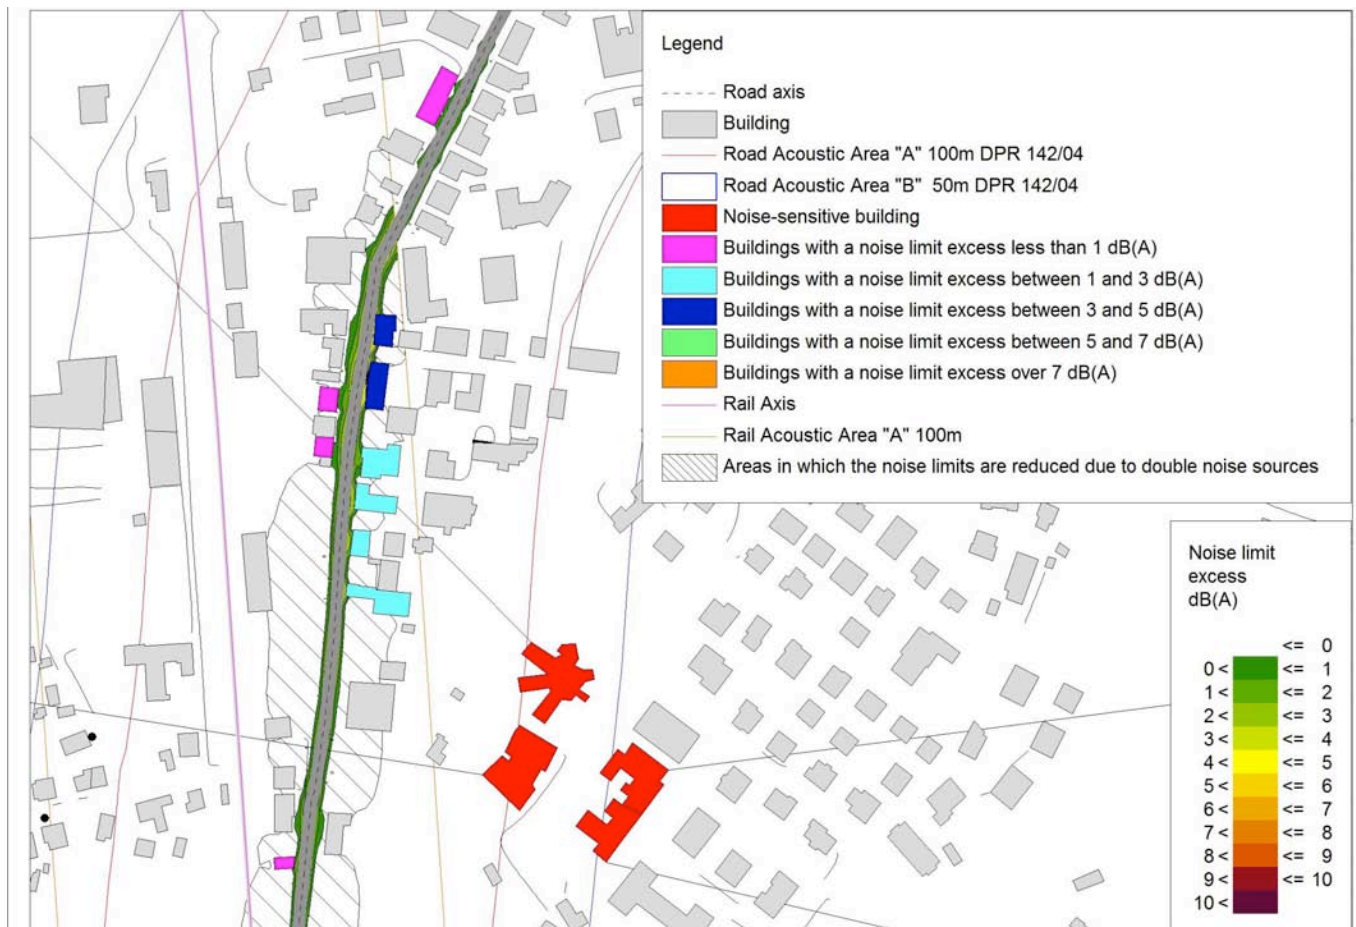 Legend
Road axis
Building
Road Acoustic Area "A" 100m DPR 142/04
Road Acoustic Area "B" 50m DPR 142/04
Noise-sensitive building
Buildings with a noise limit excess less than 1 dB(A)
Buildings with a noise limit excess between 1 and 3 dB(A)
Buildings with a noise limit excess between 3 and 5 dB(A)
Buildings with a noise limit excess between 5 and 7 dB(A)
Buildings with a noise limit excess over 7 dB(A)
Rail Axis
Rail Acoustic Area "A" 100m
Areas in which the noise limits are reduced due to double noise sources
Noise limit
excess
dB(A)
<= 0
0 < <= 1
1 < <= 2
2 < <= 3
3 < <= 4
4 < <= 5
5 < <= 6
6 < <= 7
7 < <= 8
8 < <= 9
9 < <= 10
10 <